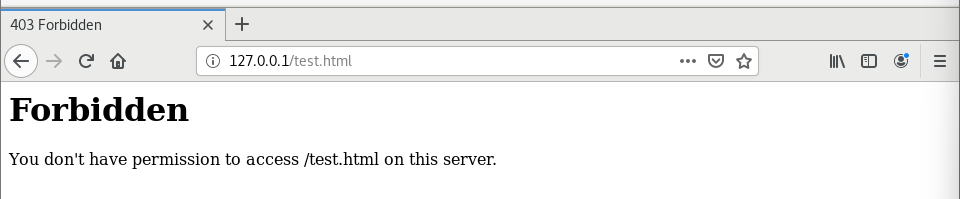 403 Forbidden
127.0.0.1/test.html
Forbidden
You don't have permission to access /test.html on this server.